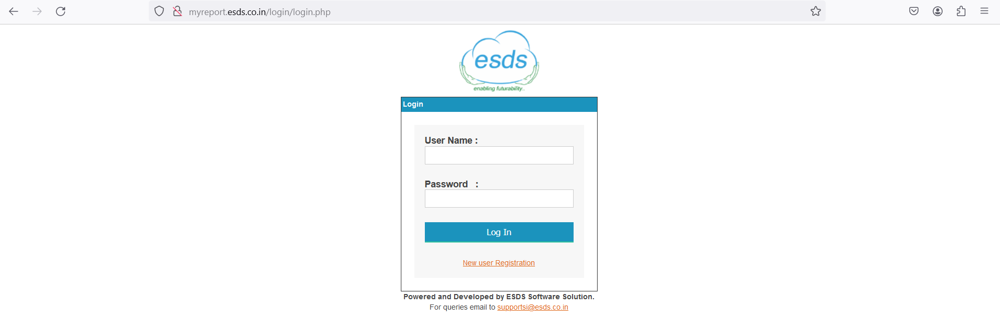 myreport.esds.co.in/login/login.php
esds
enabling futurability..
Login
User Name :
Password :
Log In
New user Registration
Powered and Developed by ESDS Software Solution.
For queries email to supportsi@esds.co.in